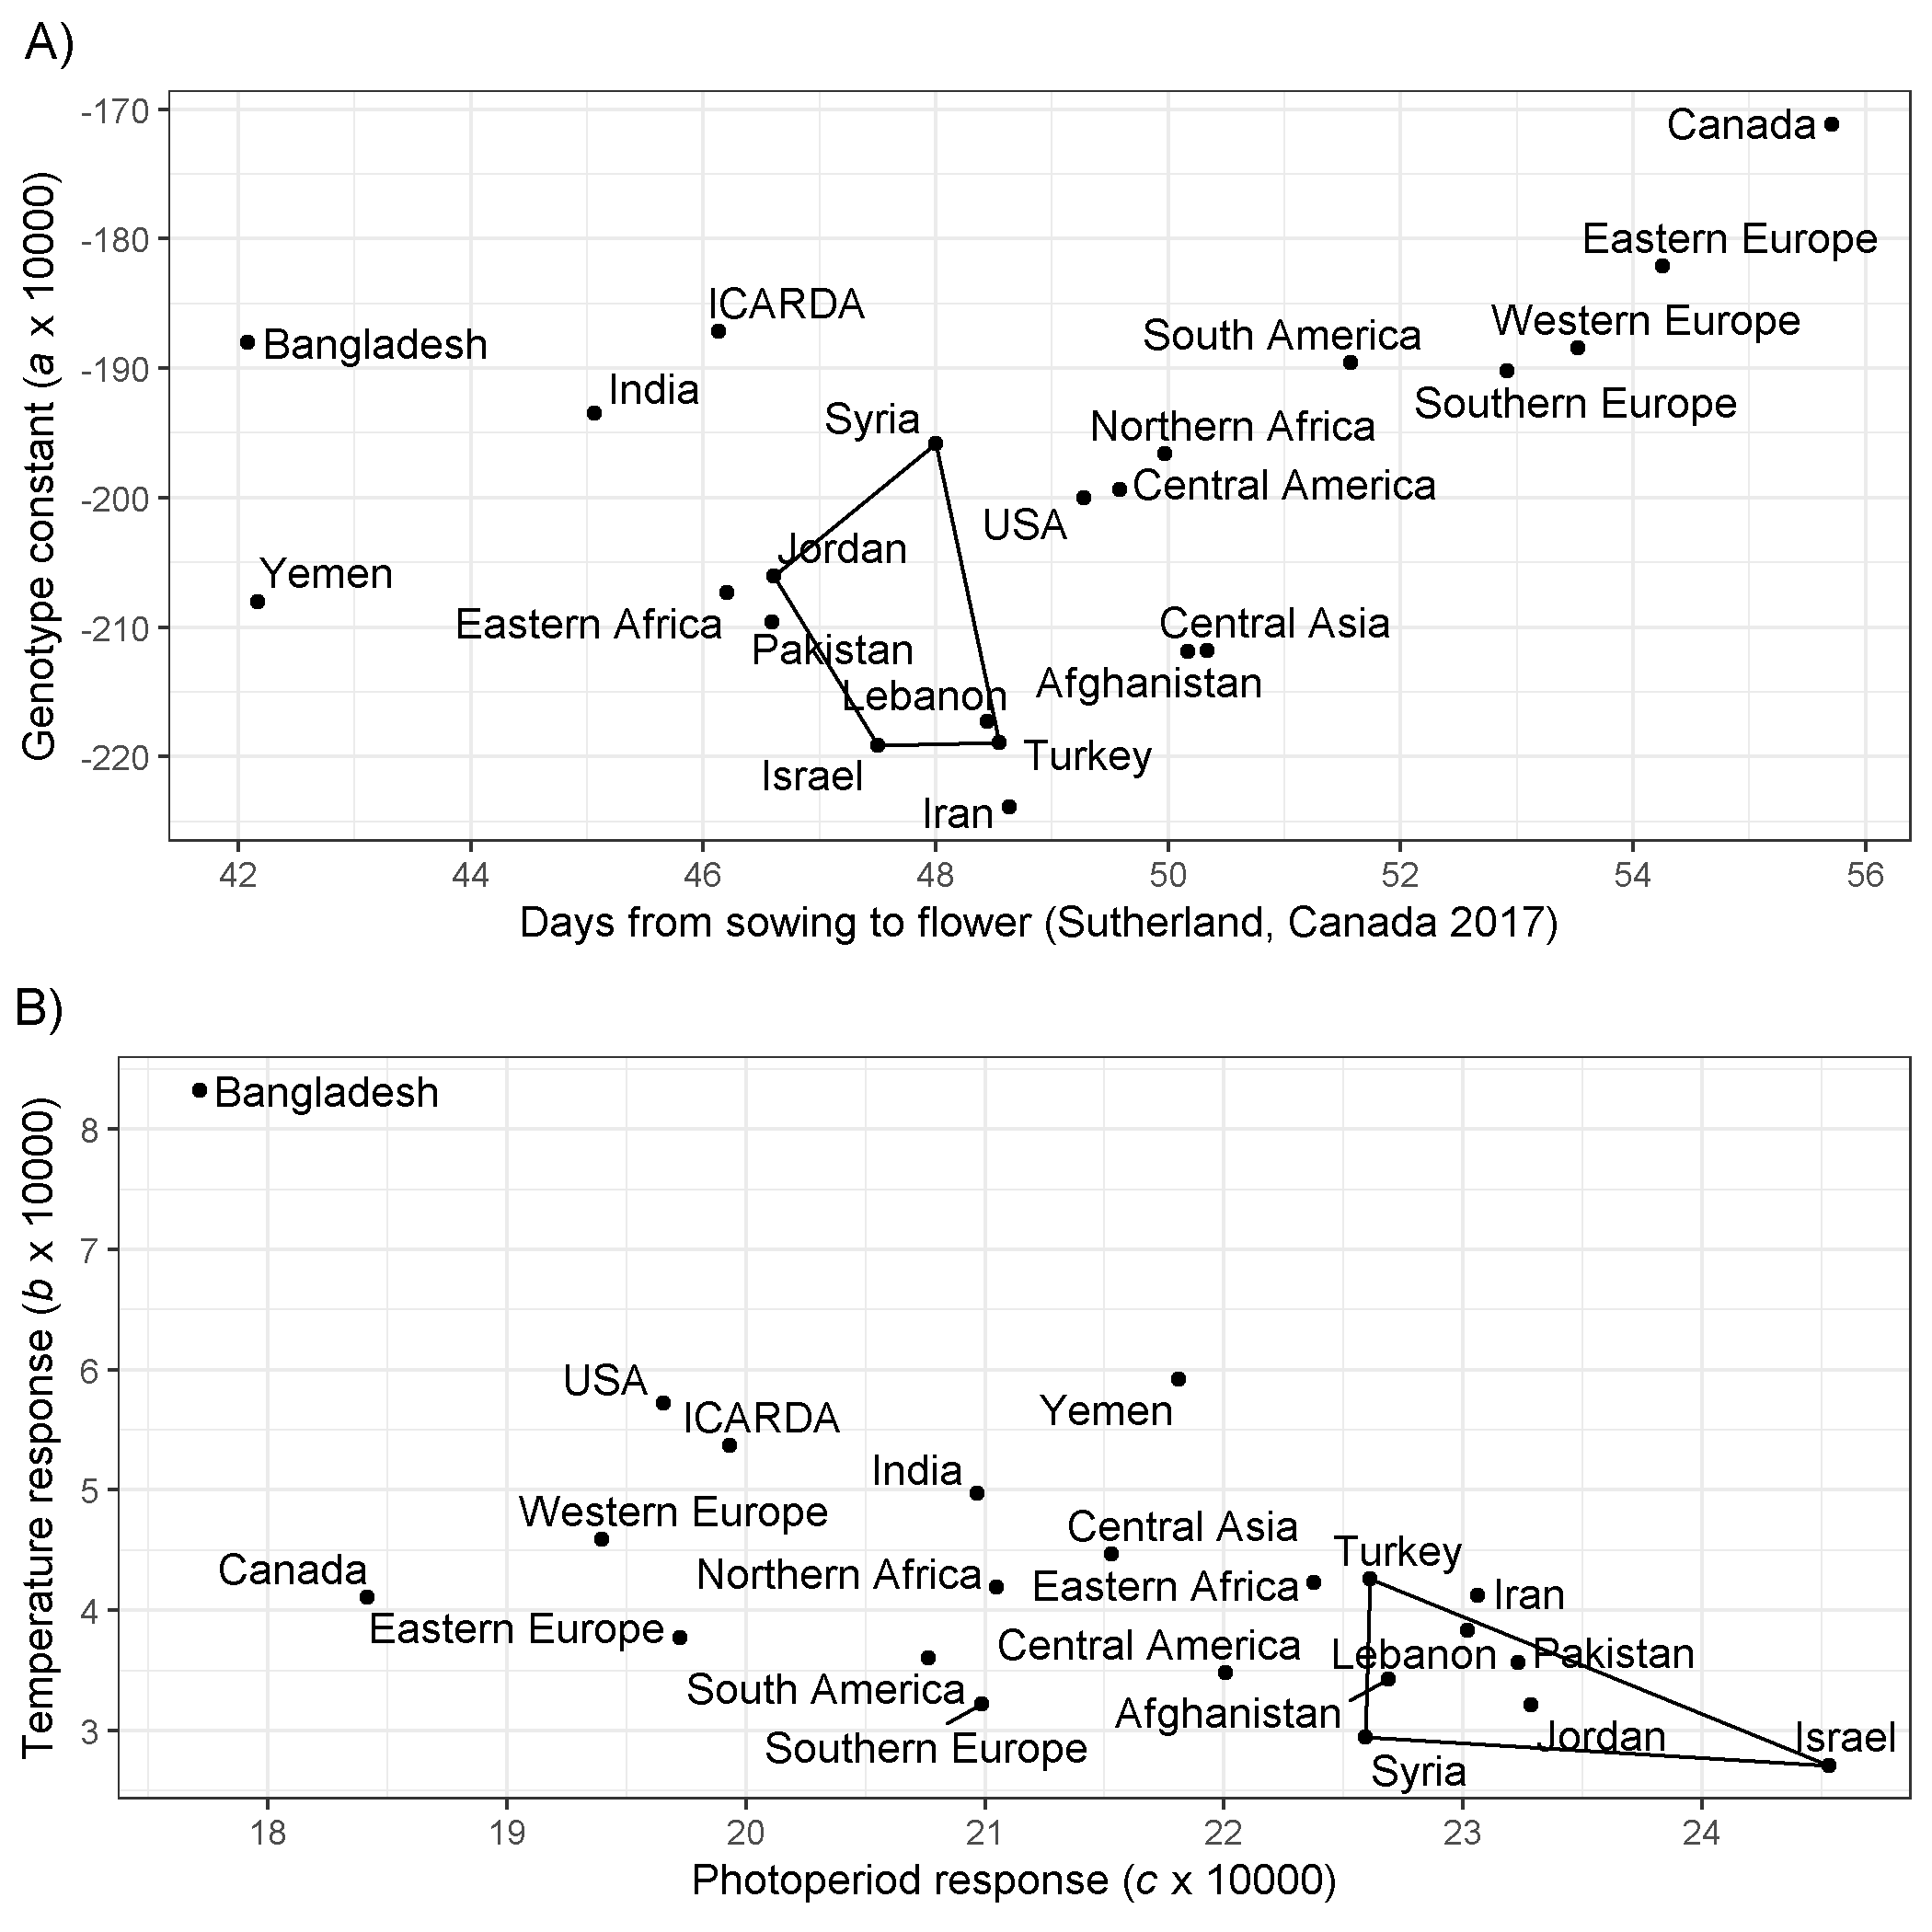 A)
Genotype constant (a x 10000)
-170
-180
-190
-200
-210
-220
Canada
Eastern Europe
ICARDA
Western Europe
South America
Bangladesh
India
Southern Europe
Syria
Northern Africa
Central America
USA
Jordan
Yemen
Eastern Africa
Central Asia
Pakistan
Afghanistan
Lebanon
Turkey
Israel
Iran
42 44 46 48 50 52 54 56
Days from sowing to flower (Sutherland, Canada 2017)
B)
Temperature response (b x 10000)
8
7
6
5
4
3
Bangladesh
USA
Yemen
ICARDA
India
Western Europe
Central Asia
Turkey
Canada
Northern Africa
Eastern Africa
Iran
Eastern Europe
Central America
Lebanon
Pakistan
South America
Afghanistan
Jordan
Israel
Southern Europe
Syria
18 19 20 21 22 23 24
Photoperiod response (c x 10000)